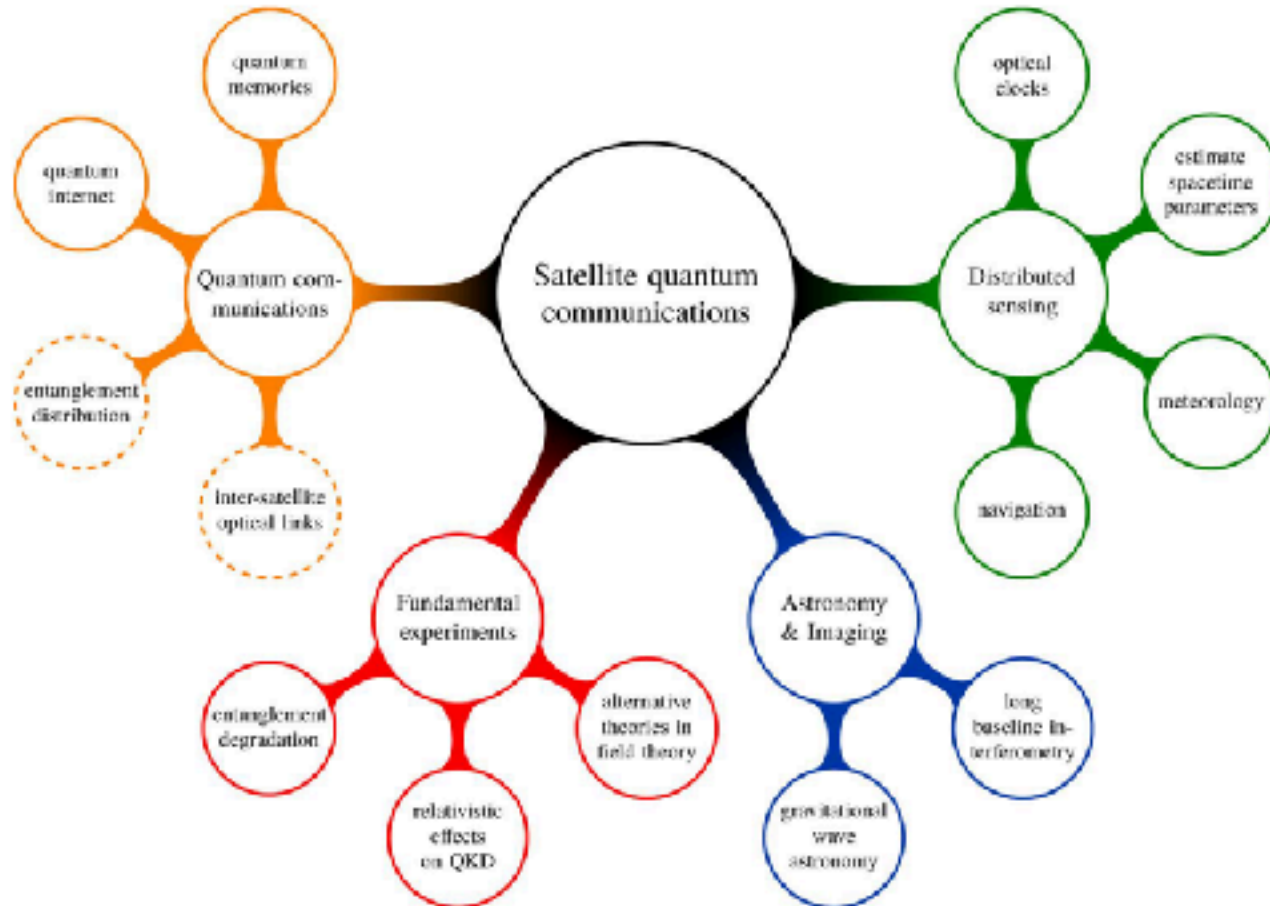 quantum
memories
optical
clocks
quantum
internet
estimate
spacetime
parameters
Quantum com-
munications
Satellite quantum
communications
Distributed
sensing
entanglement
distribution
meteorology
inter-satellite
optical links
navigation
Fundamental
experiments
Astronomy
& Imaging
entanglement
degradation
alternative
theories in
field theory
long
baseline in-
terferometry
relativistic
effects
on QKD
gravitational
wave
astronomy